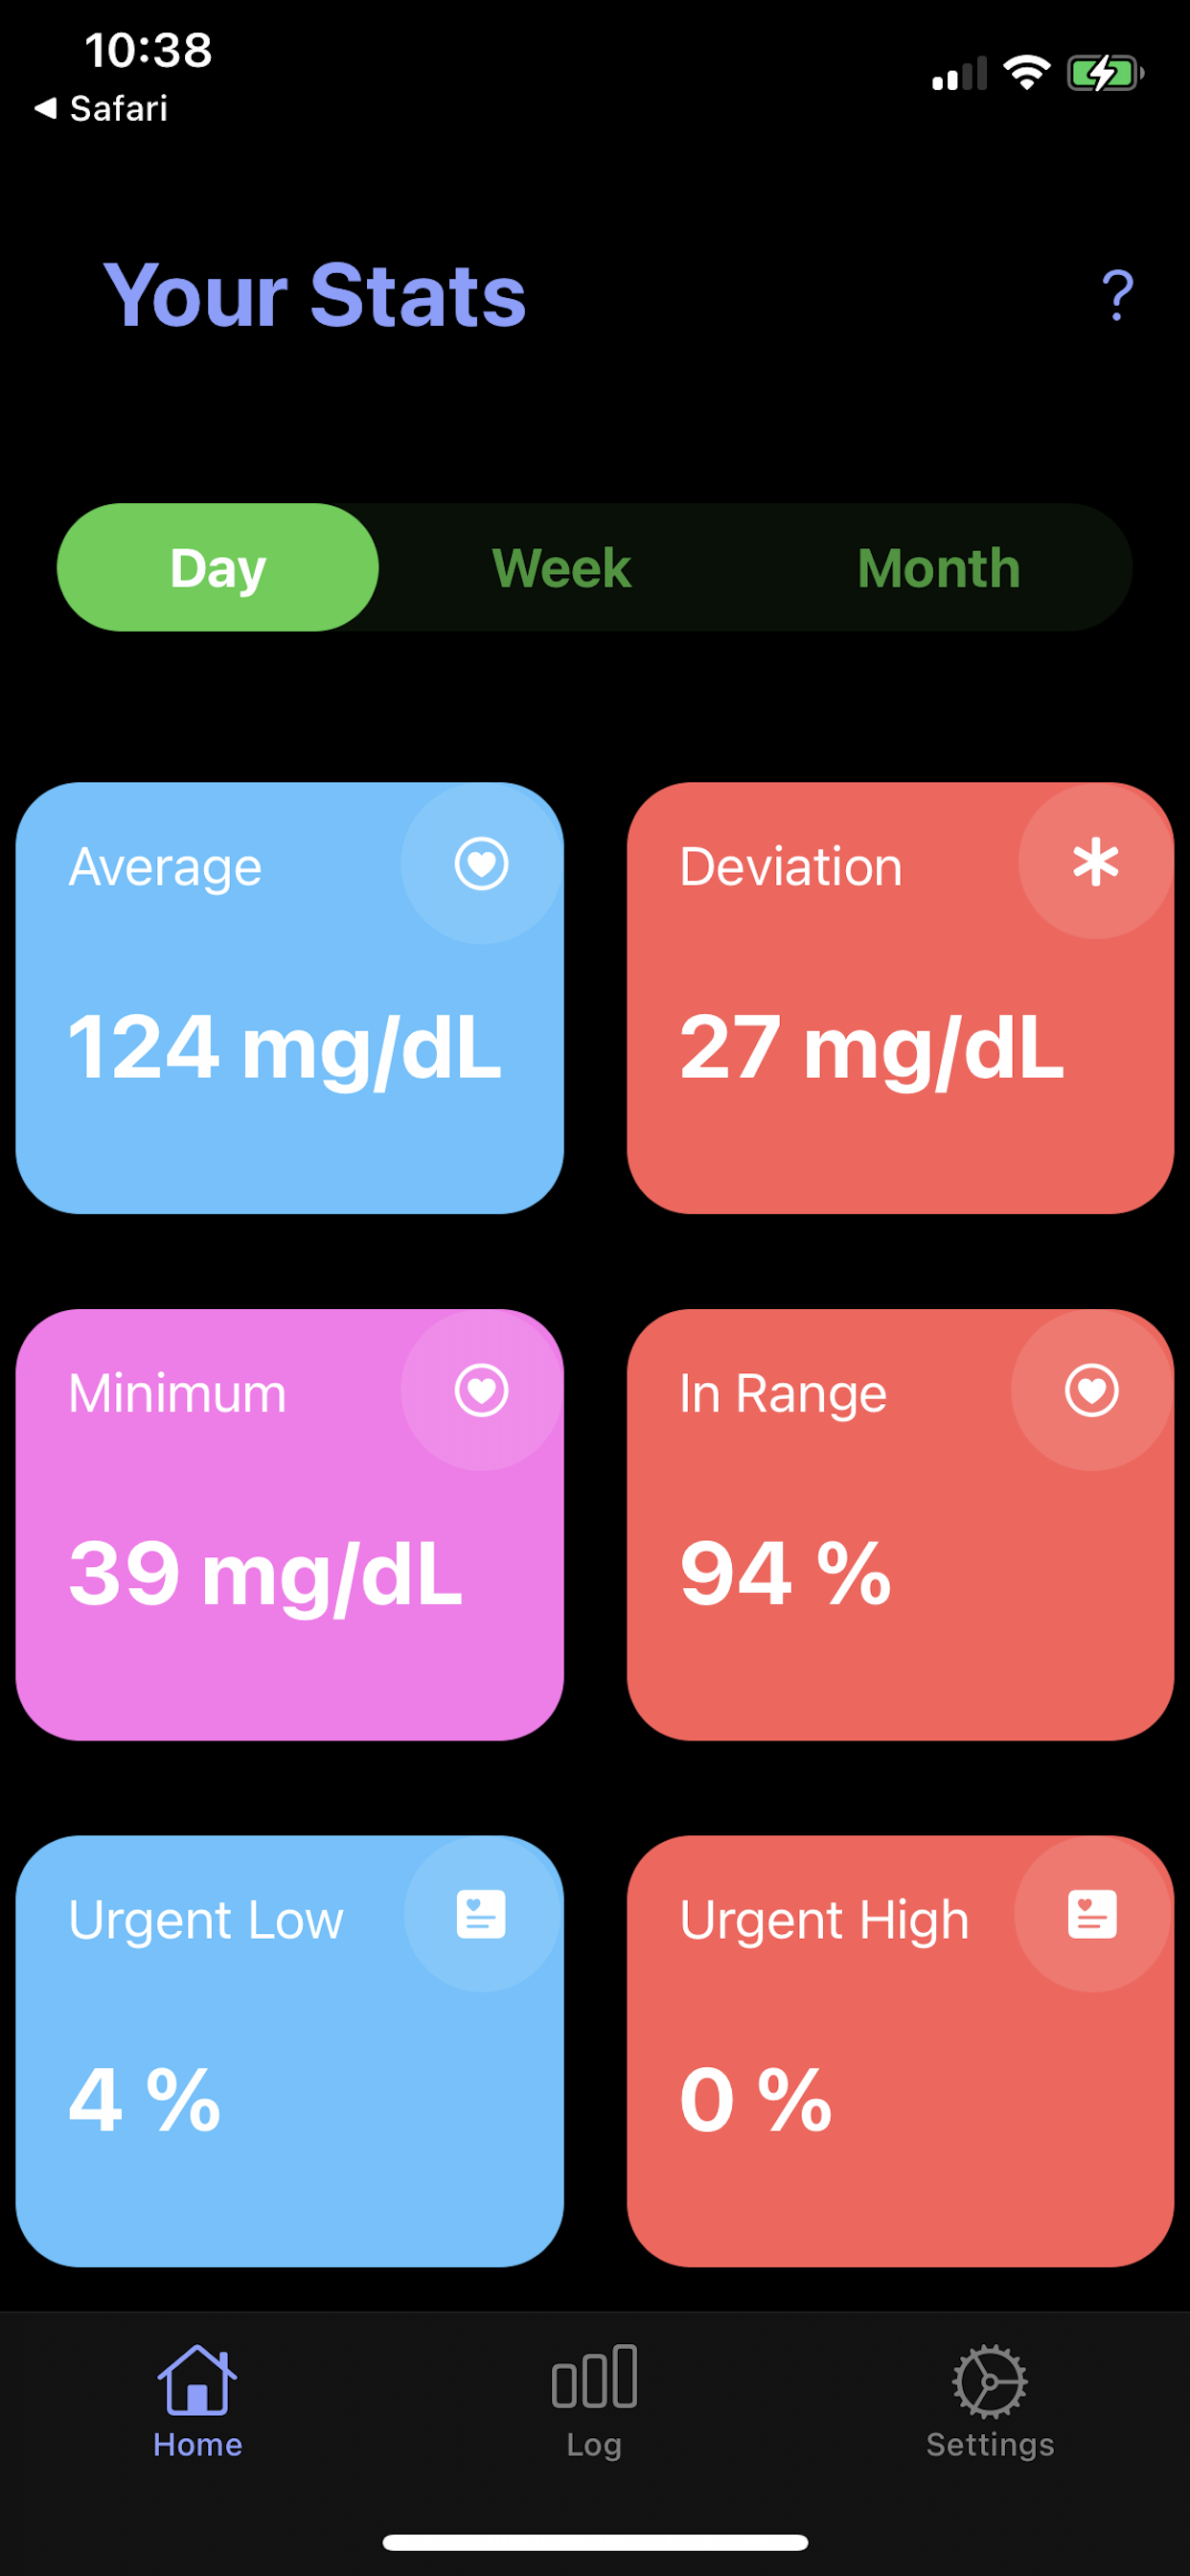 10:38
Safari
Your Stats
?
Day Week Month
Average
124 mg/dL
Deviation
27 mg/dL
Minimum
39 mg/dL
In Range
94 %
Urgent Low
4 %
Urgent High
0 %
Home Log Settings